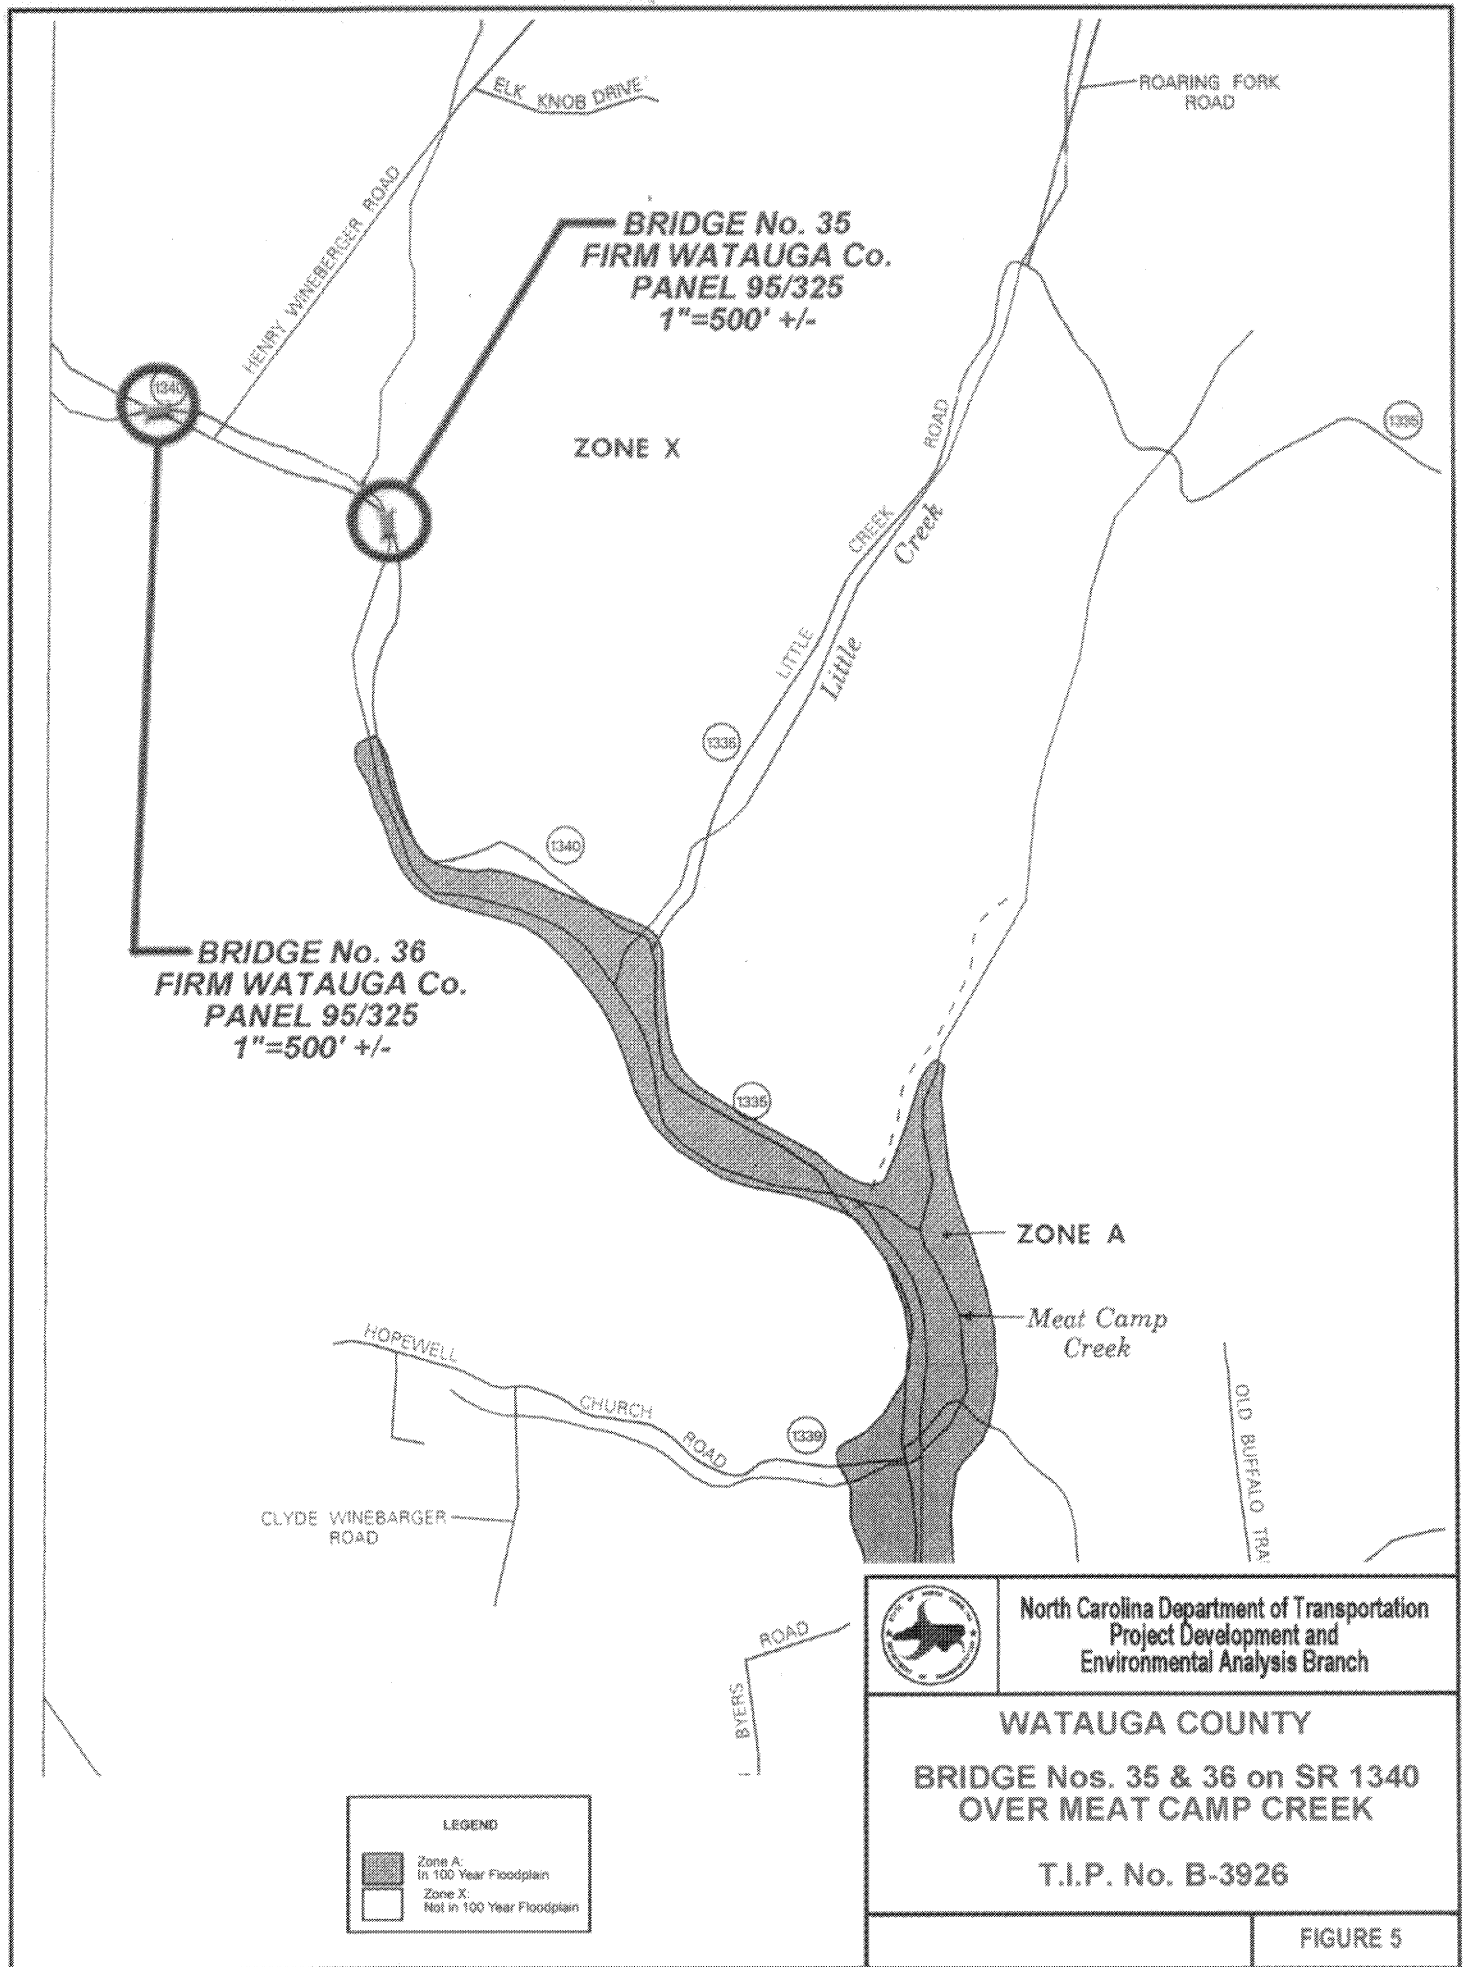 ELK KNOB DRIVE
ROARING FORK
ROAD
HENRY WINEBERGER ROAD
BRIDGE No. 35
FIRM WATAUGA Co.
PANEL 95/325
1"=500' +/-
1340
ZONE X
1335
LITTLE CREEK ROAD
Little Creek
1336
1340
BRIDGE No. 36
FIRM WATAUGA Co.
PANEL 95/325
1"=500' +/-
1335
ZONE A
Meat Camp
Creek
HOPEWELL CHURCH ROAD
1339
OLD BUFFALO TRA
CLYDE WINEBARGER
ROAD
BYERS ROAD
North Carolina Department of Transportation
Project Development and
Environmental Analysis Branch
WATAUGA COUNTY
BRIDGE Nos. 35 & 36 on SR 1340
OVER MEAT CAMP CREEK
T.I.P. No. B-3926
FIGURE 5
LEGEND
Zone A:
In 100 Year Floodplain
Zone X:
Not in 100 Year Floodplain